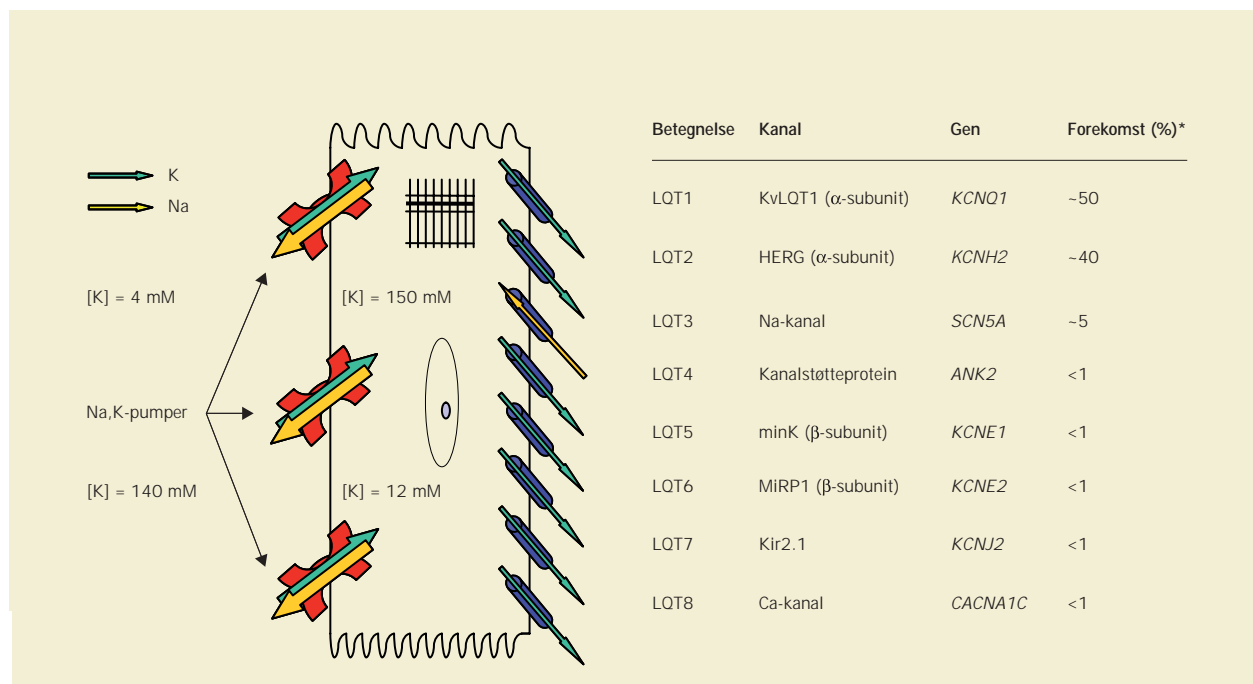 K
Na
[K] = 4 mM
[K] = 150 mM
Na,K-pumper
[K] = 140 mM
[K] = 12 mM
Betegnelse Kanal Gen Forekomst (%)*
LQT1 KvLQT1 (α-subunit) KCNQ1 ~50
LQT2 HERG (α-subunit) KCNH2 ~40
LQT3 Na-kanal SCN5A ~5
LQT4 Kanalstøtteprotein ANK2 <1
LQT5 minK (β-subunit) KCNE1 <1
LQT6 MiRP1 (β-subunit) KCNE2 <1
LQT7 Kir2.1 KCNJ2 <1
LQT8 Ca-kanal CACNA1C <1